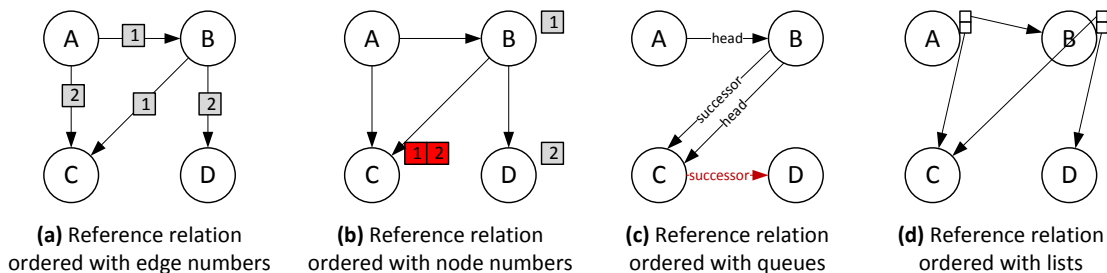 A
1
B
2
1
2
C
D
(a) Reference relation
ordered with edge numbers
A
B
1
1 2
C
D
2
(b) Reference relation
ordered with node numbers
A
head
B
successor
head
C
successor
D
(c) Reference relation
ordered with queues
A
B
C
D
(d) Reference relation
ordered with lists